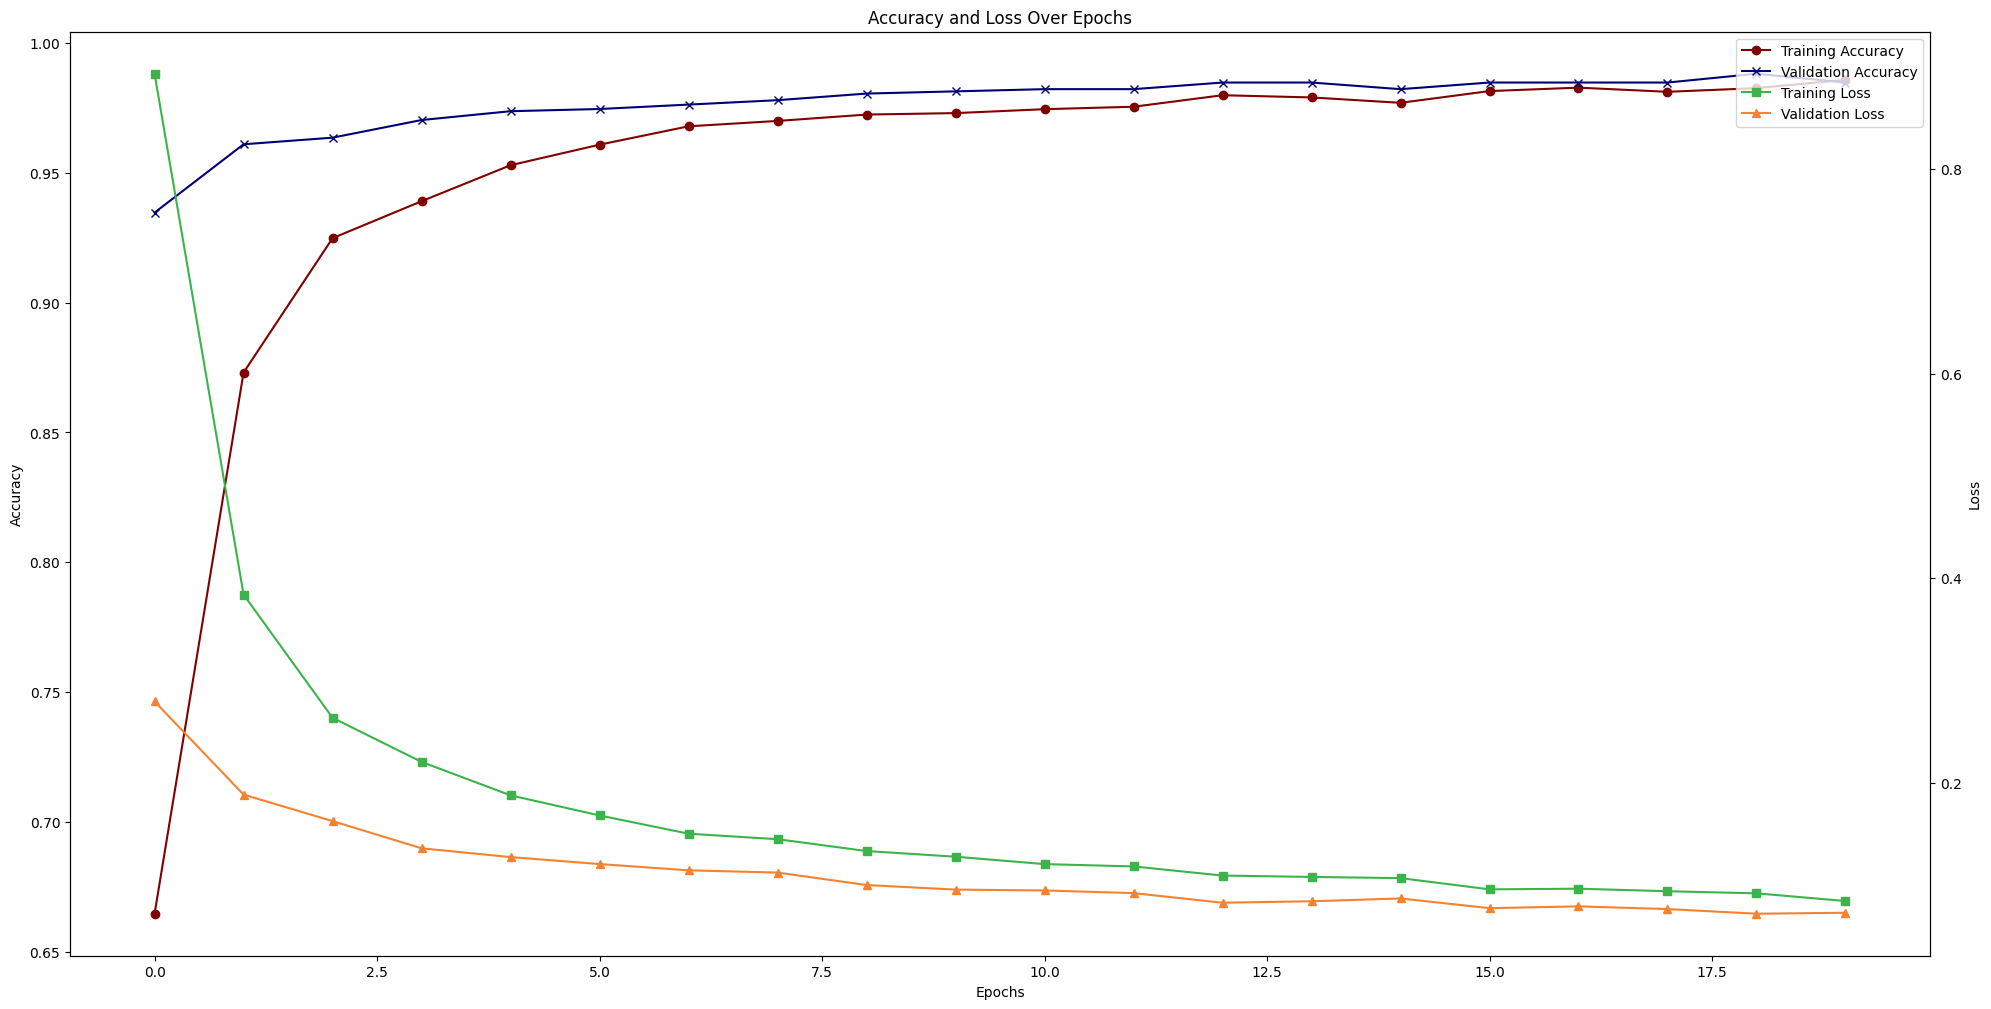 Accuracy and Loss Over Epochs
1.00
0.95
0.90
0.85
0.80
0.75
0.70
0.65
Accuracy
Training Accuracy
Validation Accuracy
Training Loss
Validation Loss
0.8
0.6
0.4
0.2
Loss
0.0 2.5 5.0 7.5 10.0 12.5 15.0 17.5
Epochs